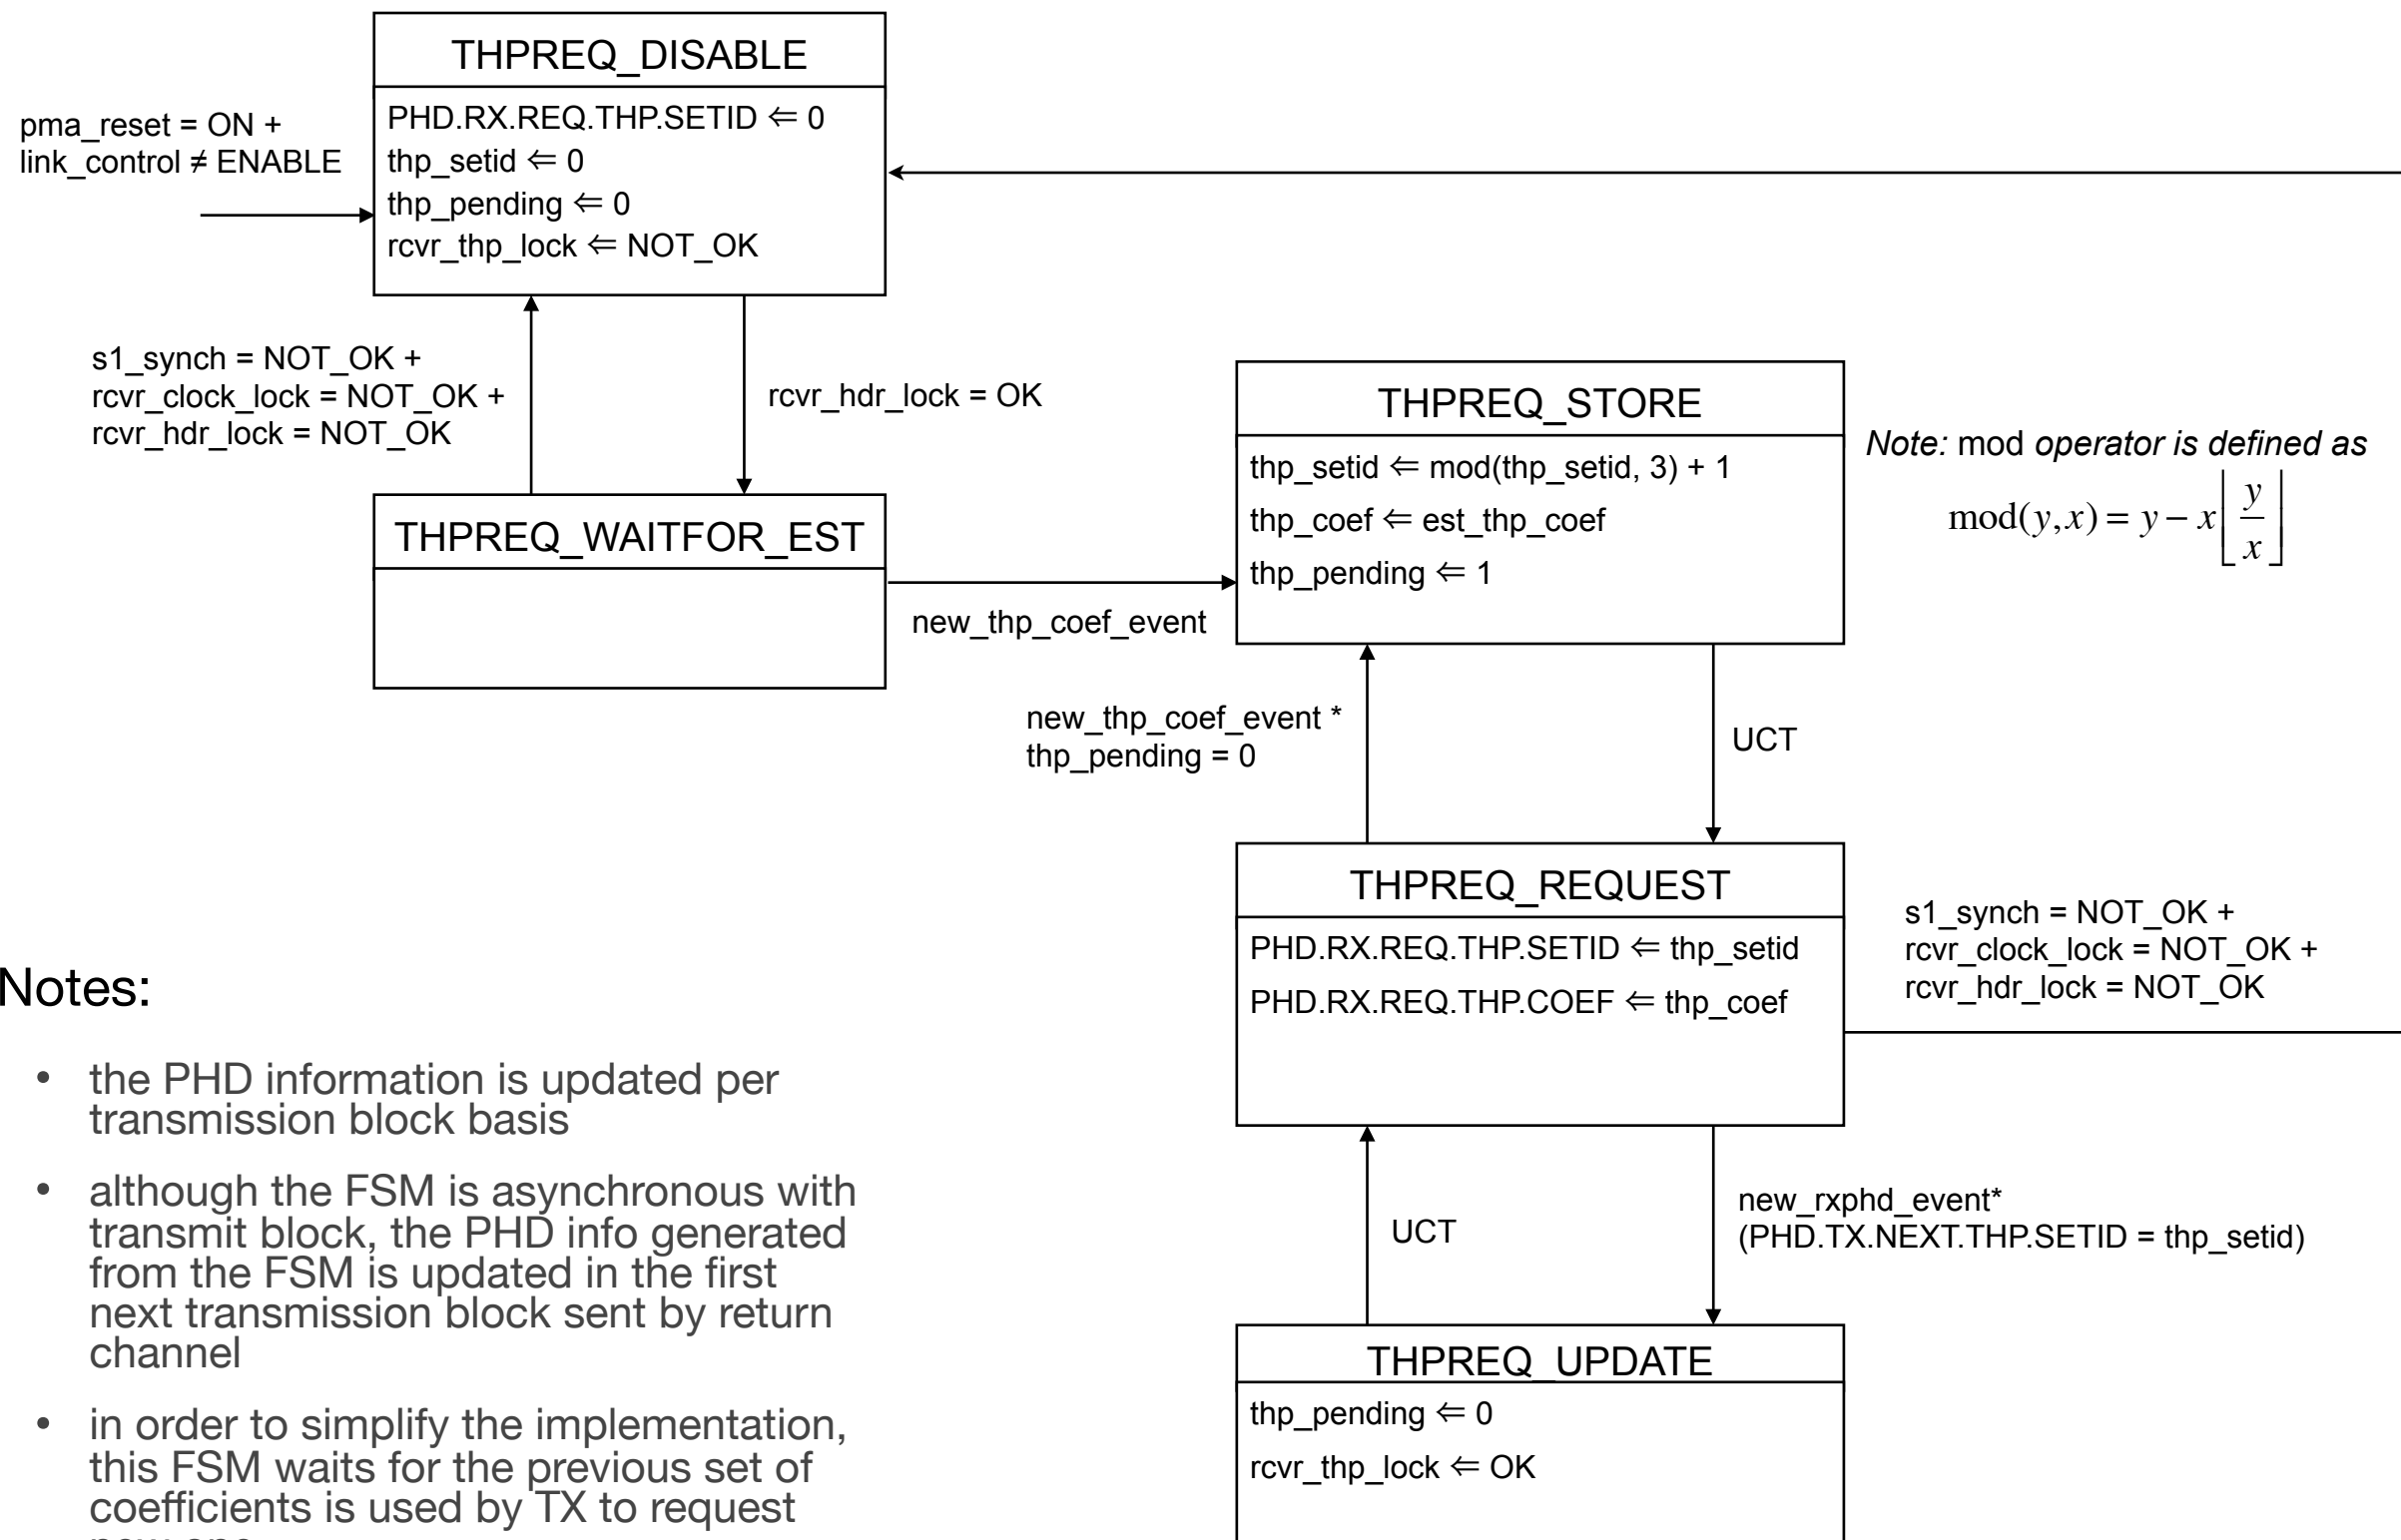 THPREQ_DISABLE
PHD.RX.REQ.THP.SETID ⇐ 0
thp_setid ⇐ 0
thp_pending ⇐ 0
rcvr_thp_lock ⇐ NOT_OK
pma_reset = ON +
link_control ≠ ENABLE
s1_synch = NOT_OK +
rcvr_clock_lock = NOT_OK +
rcvr_hdr_lock = NOT_OK
rcvr_hdr_lock = OK
THPREQ_WAITFOR_EST
new_thp_coef_event
THPREQ_STORE
thp_setid ⇐ mod(thp_setid, 3) + 1
thp_coef ⇐ est_thp_coef
thp_pending ⇐ 1
Note: mod operator is defined as
mod(y,x) = y − x⌊y/x⌋
new_thp_coef_event *
thp_pending = 0
UCT
THPREQ_REQUEST
PHD.RX.REQ.THP.SETID ⇐ thp_setid
PHD.RX.REQ.THP.COEF ⇐ thp_coef
s1_synch = NOT_OK +
rcvr_clock_lock = NOT_OK +
rcvr_hdr_lock = NOT_OK
UCT
new_rxphd_event*
(PHD.TX.NEXT.THP.SETID = thp_setid)
THPREQ_UPDATE
thp_pending ⇐ 0
rcvr_thp_lock ⇐ OK
Notes:
• the PHD information is updated per
transmission block basis
• although the FSM is asynchronous with
transmit block, the PHD info generated
from the FSM is updated in the first
next transmission block sent by return
channel
• in order to simplify the implementation,
this FSM waits for the previous set of
coefficients is used by TX to request